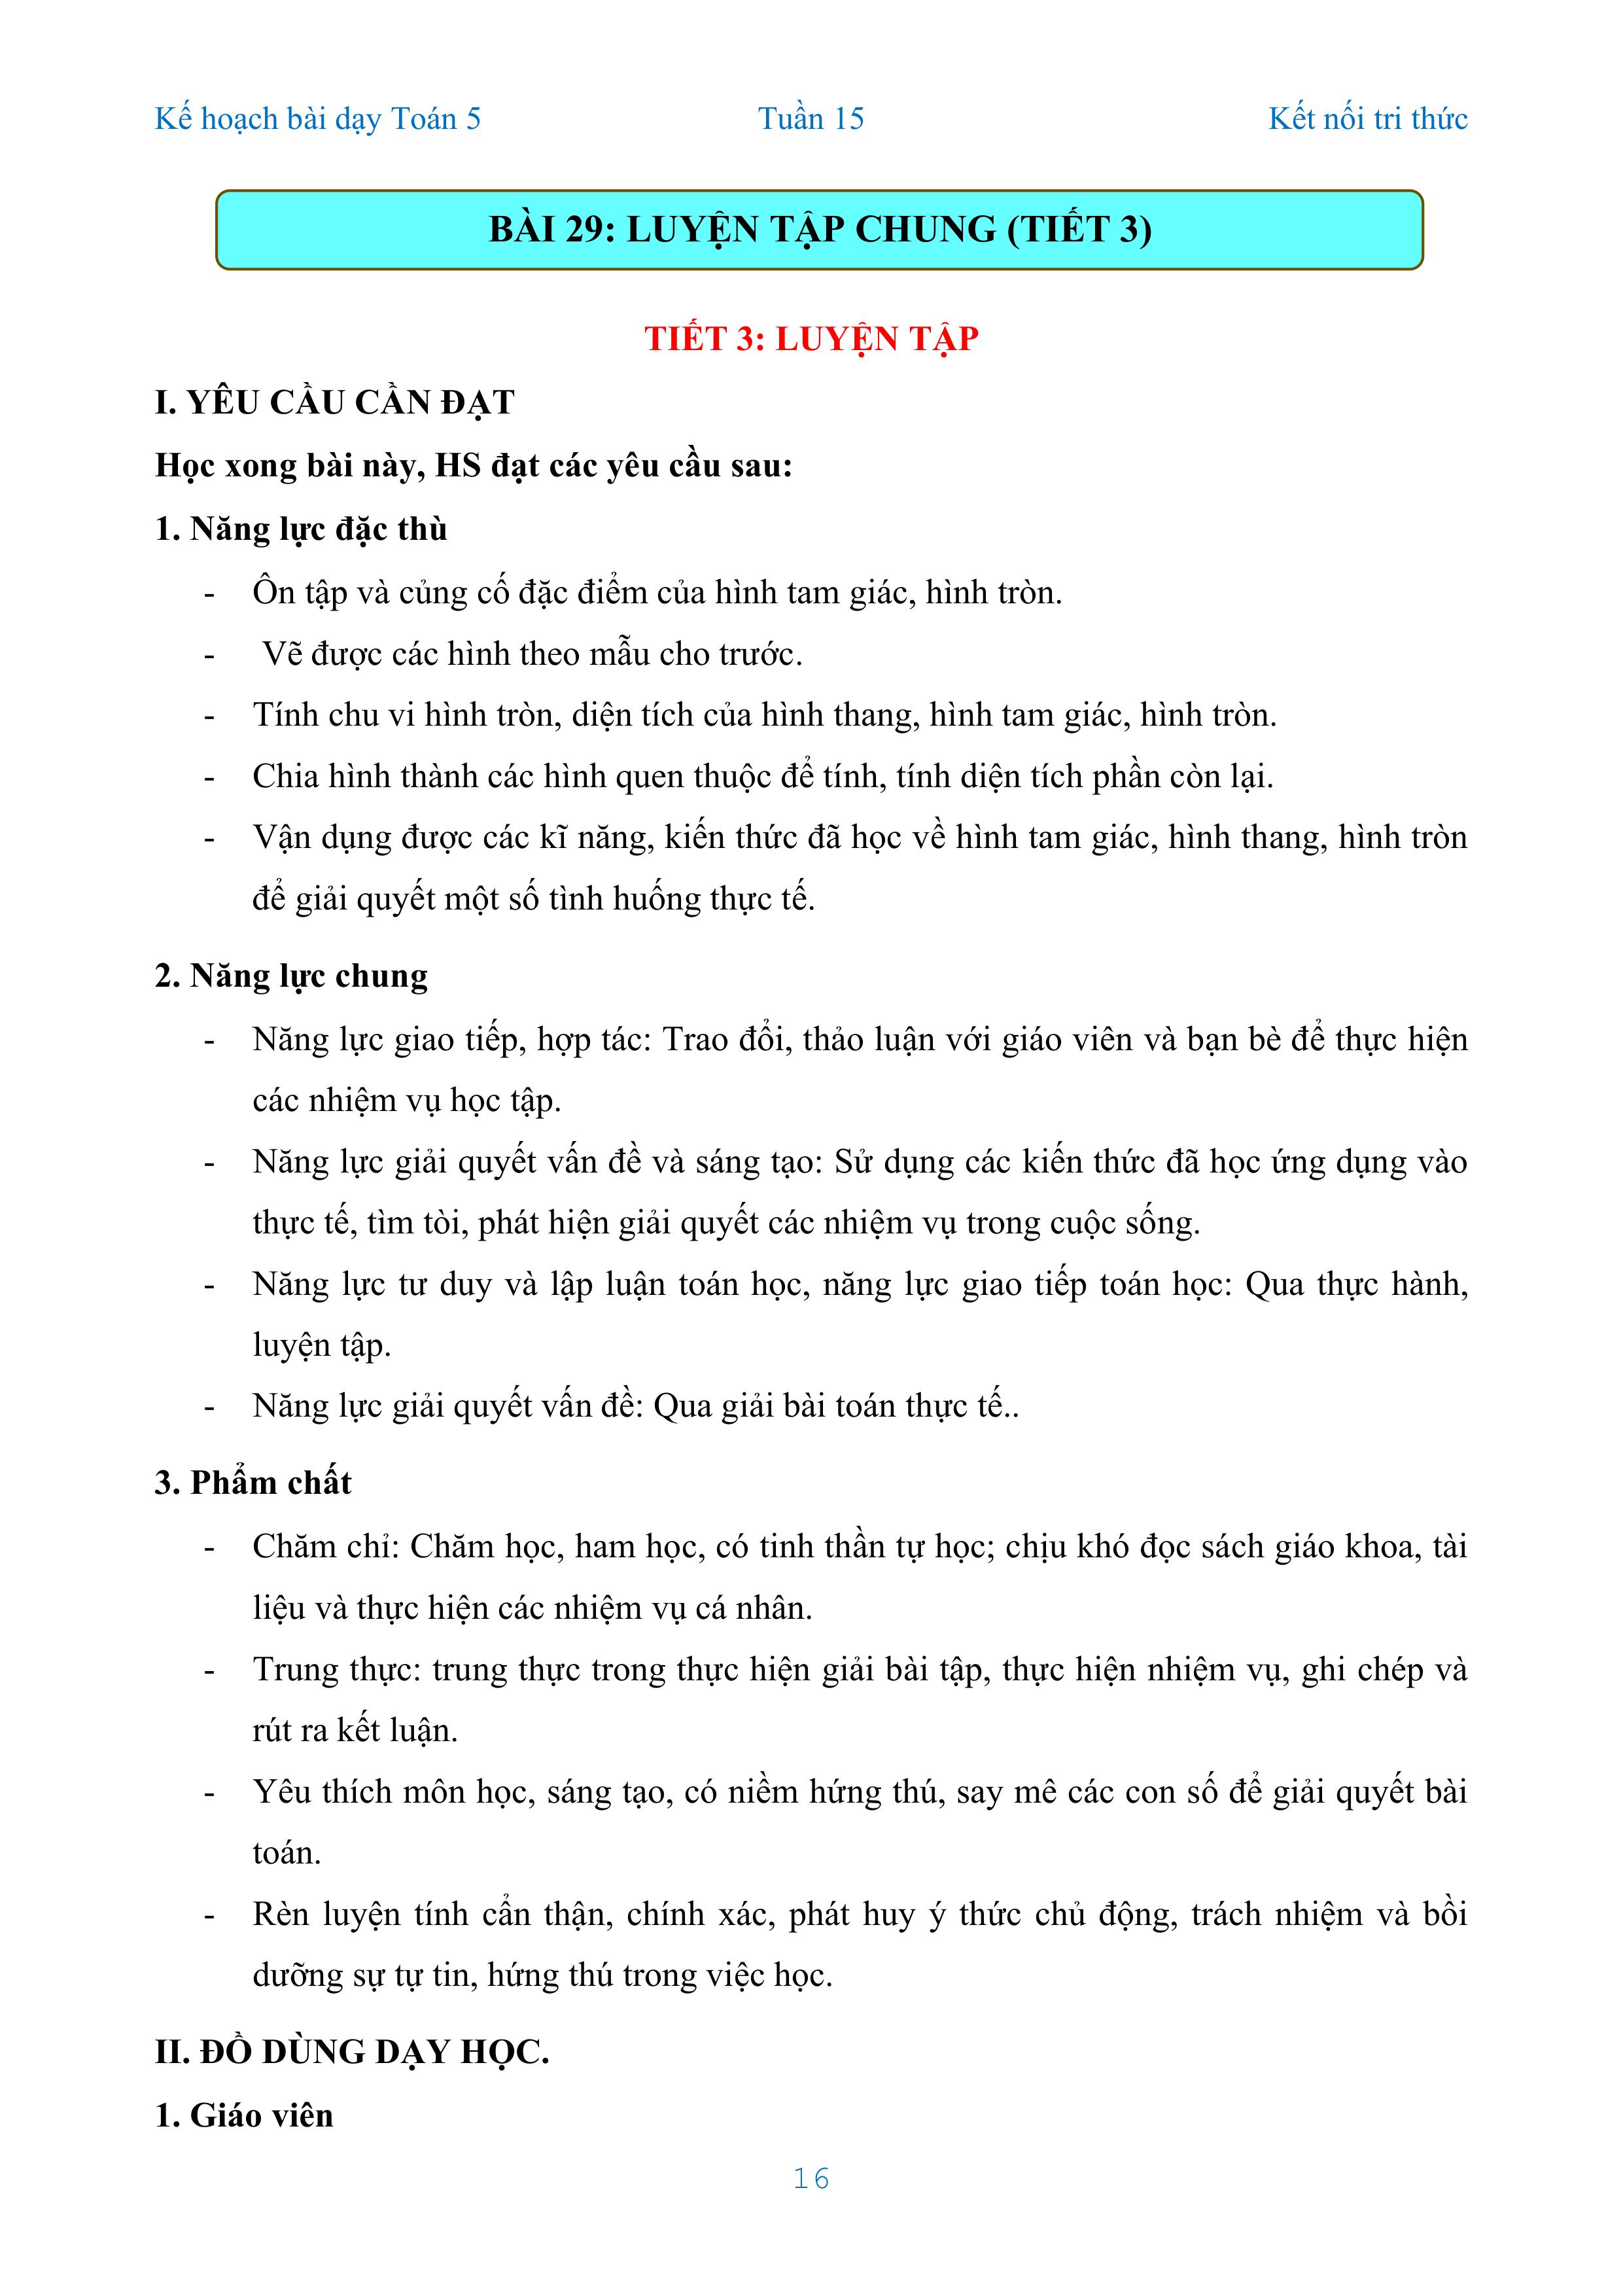 Kế hoạch bài dạy Toán 5 Tuần 15 Kết nối tri thức
BÀI 29: LUYỆN TẬP CHUNG (TIẾT 3)
TIẾT 3: LUYỆN TẬP
I. YÊU CẦU CẦN ĐẠT
Học xong bài này, HS đạt các yêu cầu sau:
1. Năng lực đặc thù
- Ôn tập và củng cố đặc điểm của hình tam giác, hình tròn.
- Vẽ được các hình theo mẫu cho trước.
- Tính chu vi hình tròn, diện tích của hình thang, hình tam giác, hình tròn.
- Chia hình thành các hình quen thuộc để tính, tính diện tích phần còn lại.
- Vận dụng được các kĩ năng, kiến thức đã học về hình tam giác, hình thang, hình tròn
để giải quyết một số tình huống thực tế.
2. Năng lực chung
- Năng lực giao tiếp, hợp tác: Trao đổi, thảo luận với giáo viên và bạn bè để thực hiện
các nhiệm vụ học tập.
- Năng lực giải quyết vấn đề và sáng tạo: Sử dụng các kiến thức đã học ứng dụng vào
thực tế, tìm tòi, phát hiện giải quyết các nhiệm vụ trong cuộc sống.
- Năng lực tư duy và lập luận toán học, năng lực giao tiếp toán học: Qua thực hành,
luyện tập.
- Năng lực giải quyết vấn đề: Qua giải bài toán thực tế..
3. Phẩm chất
- Chăm chỉ: Chăm học, ham học, có tinh thần tự học; chịu khó đọc sách giáo khoa, tài
liệu và thực hiện các nhiệm vụ cá nhân.
- Trung thực: trung thực trong thực hiện giải bài tập, thực hiện nhiệm vụ, ghi chép và
rút ra kết luận.
- Yêu thích môn học, sáng tạo, có niềm hứng thú, say mê các con số để giải quyết bài
toán.
- Rèn luyện tính cẩn thận, chính xác, phát huy ý thức chủ động, trách nhiệm và bồi
dưỡng sự tự tin, hứng thú trong việc học.
II. ĐỒ DÙNG DẠY HỌC.
1. Giáo viên
16